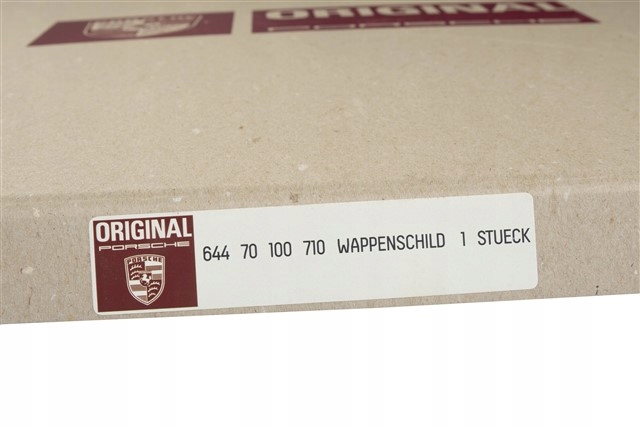 ORIGINAL
ORIGINAL
PORSCHE
PORSCHE
644 70 100 710 WAPPENSCHILD 1 STUECK